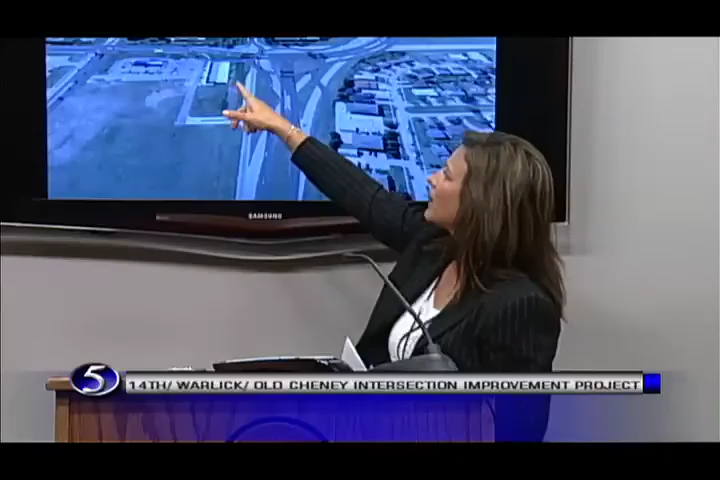 SAMSUNG
5
14TH/ WARLICK/ OLD CHENEY INTERSECTION IMPROVEMENT PROJECT